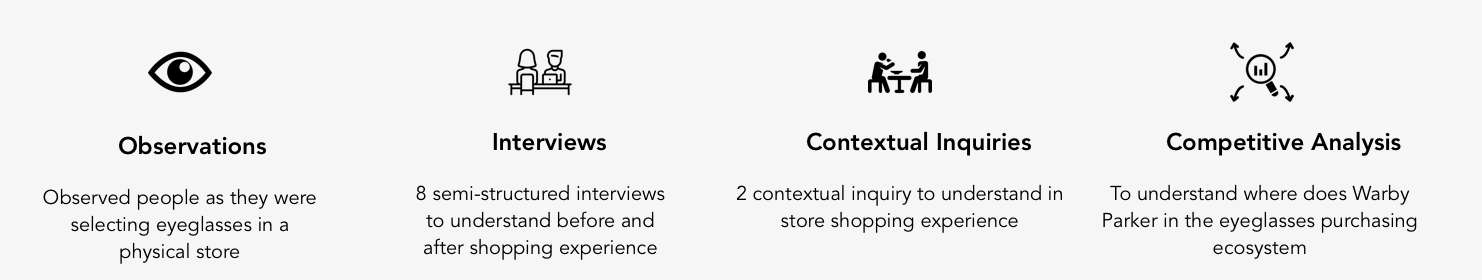 Observations
Observed people as they were
selecting eyeglasses in a
physical store
Interviews
8 semi-structured interviews
to understand before and
after shopping experience
Contextual Inquiries
2 contextual inquiry to understand in
store shopping experience
Competitive Analysis
To understand where does Warby
Parker in the eyeglasses purchasing
ecosystem